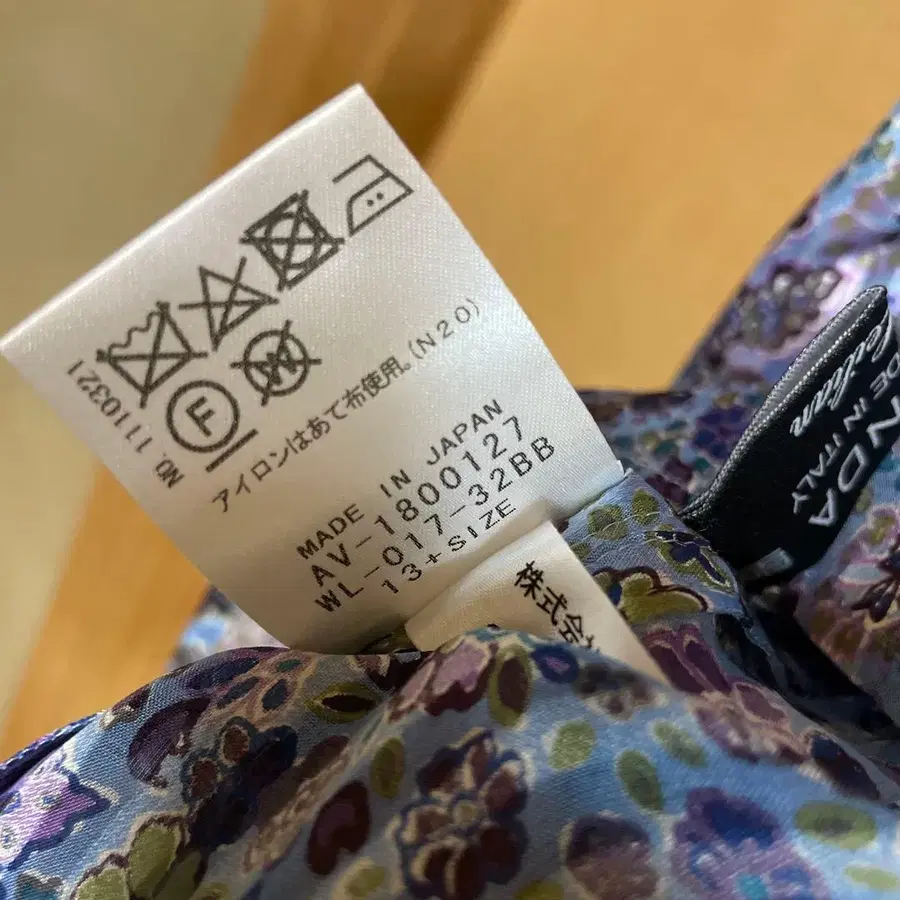 NO. 1110321
F
W
アイロンはあて布使用。(N20)
MADE IN JAPAN
AV-1800127
WL-017-32BB
13+SIZE
株式会
NDA
DE IN ITALY